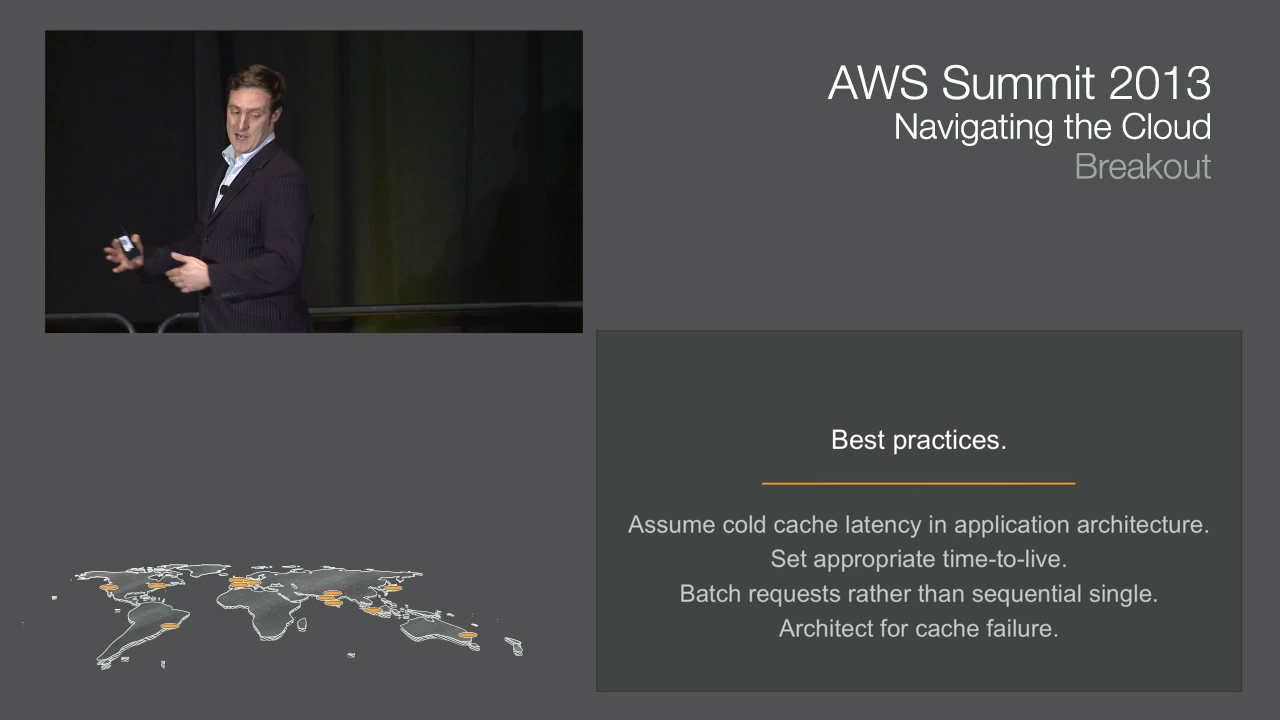 AWS Summit 2013
Navigating the Cloud
Breakout
Best practices.
Assume cold cache latency in application architecture.
Set appropriate time-to-live.
Batch requests rather than sequential single.
Architect for cache failure.